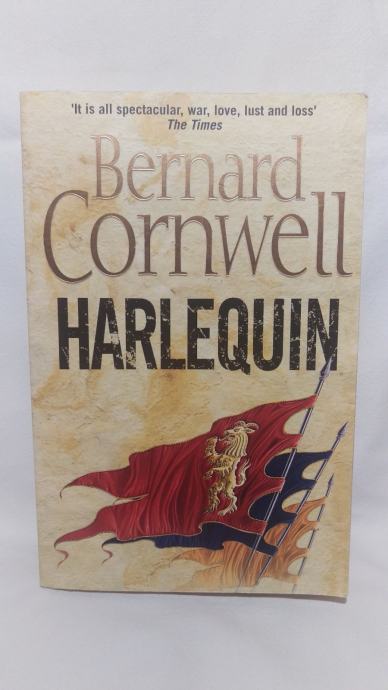 'It is all spectacular, war, love, lust and loss'
The Times
Bernard
Cornwell
HARLEQUIN